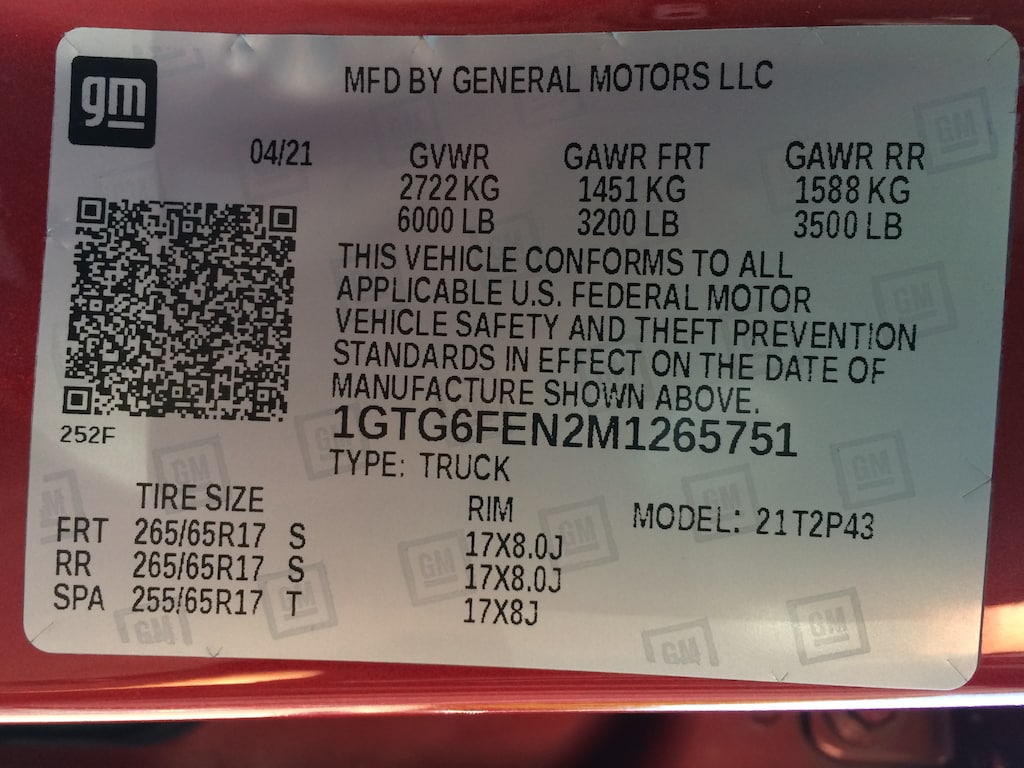 gm
MFD BY GENERAL MOTORS LLC
04/21 GVWR GAWR FRT GAWR RR
2722 KG 1451 KG 1588 KG
6000 LB 3200 LB 3500 LB
THIS VEHICLE CONFORMS TO ALL
APPLICABLE U.S. FEDERAL MOTOR
VEHICLE SAFETY AND THEFT PREVENTION
STANDARDS IN EFFECT ON THE DATE OF
MANUFACTURE SHOWN ABOVE.
252F
1GTG6FEN2M1265751
TYPE: TRUCK
TIRE SIZE RIM MODEL: 21T2P43
FRT 265/65R17 S 17X8.0J
RR 265/65R17 S 17X8.0J
SPA 255/65R17 T 17X8J